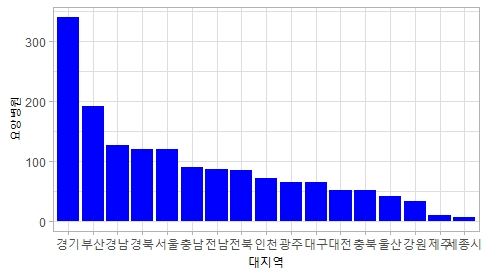 요양병원
300
200
100
0
경기 부산 경남 경북 서울 충남 전남 전북 인천 광주 대구 대전 충북 울산 강원 제주 세종시
대지역